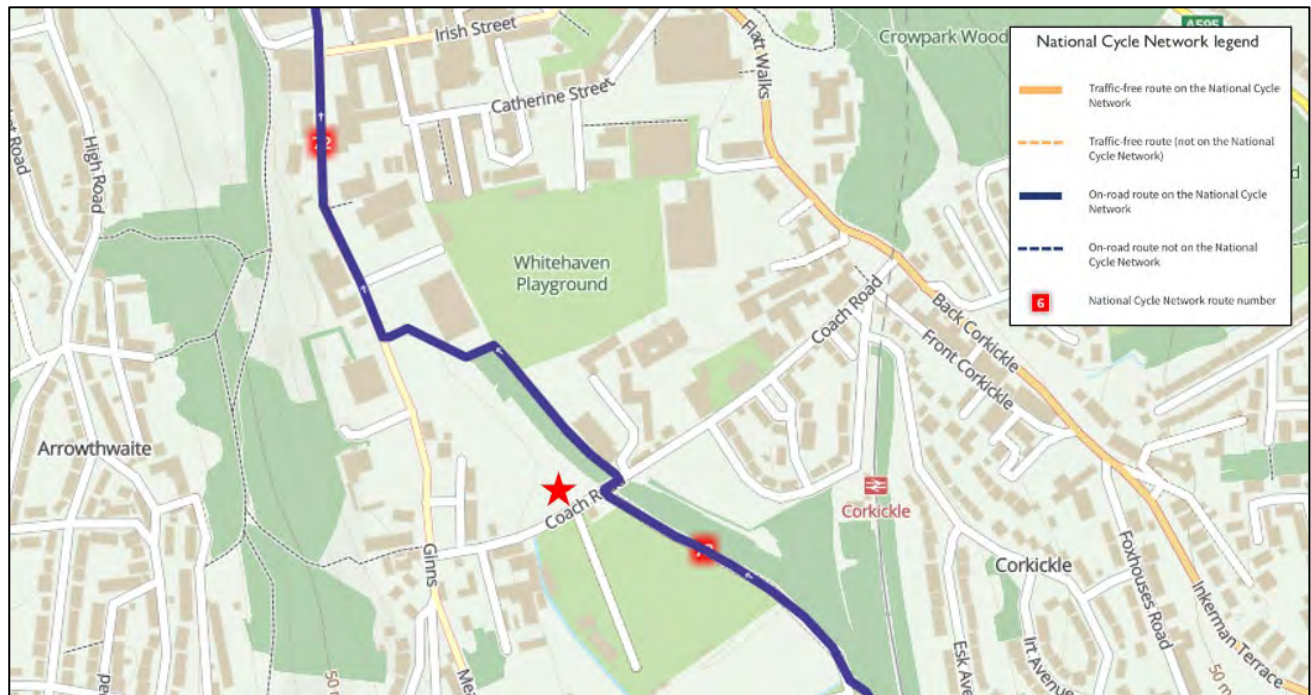 Irish Street
Catherine Street
Flatt Walks
Crowpark Wood
A595
National Cycle Network legend
Traffic-free route on the National Cycle
Network
Traffic-free route (not on the National
Cycle Network)
On-road route on the National Cycle
Network
On-road route not on the National
Cycle Network
6
National Cycle Network route number
72
Road
High Road
Whitehaven
Playground
Coach Road
Back Corkickle
Front Corkickle
Arrowthwaite
Corkickle
Coach Ro
Ginns
Corkickle
Foxhouses Road
Inkerman Terrace
Esk Ave
Irt Avenue
50 m
50 m